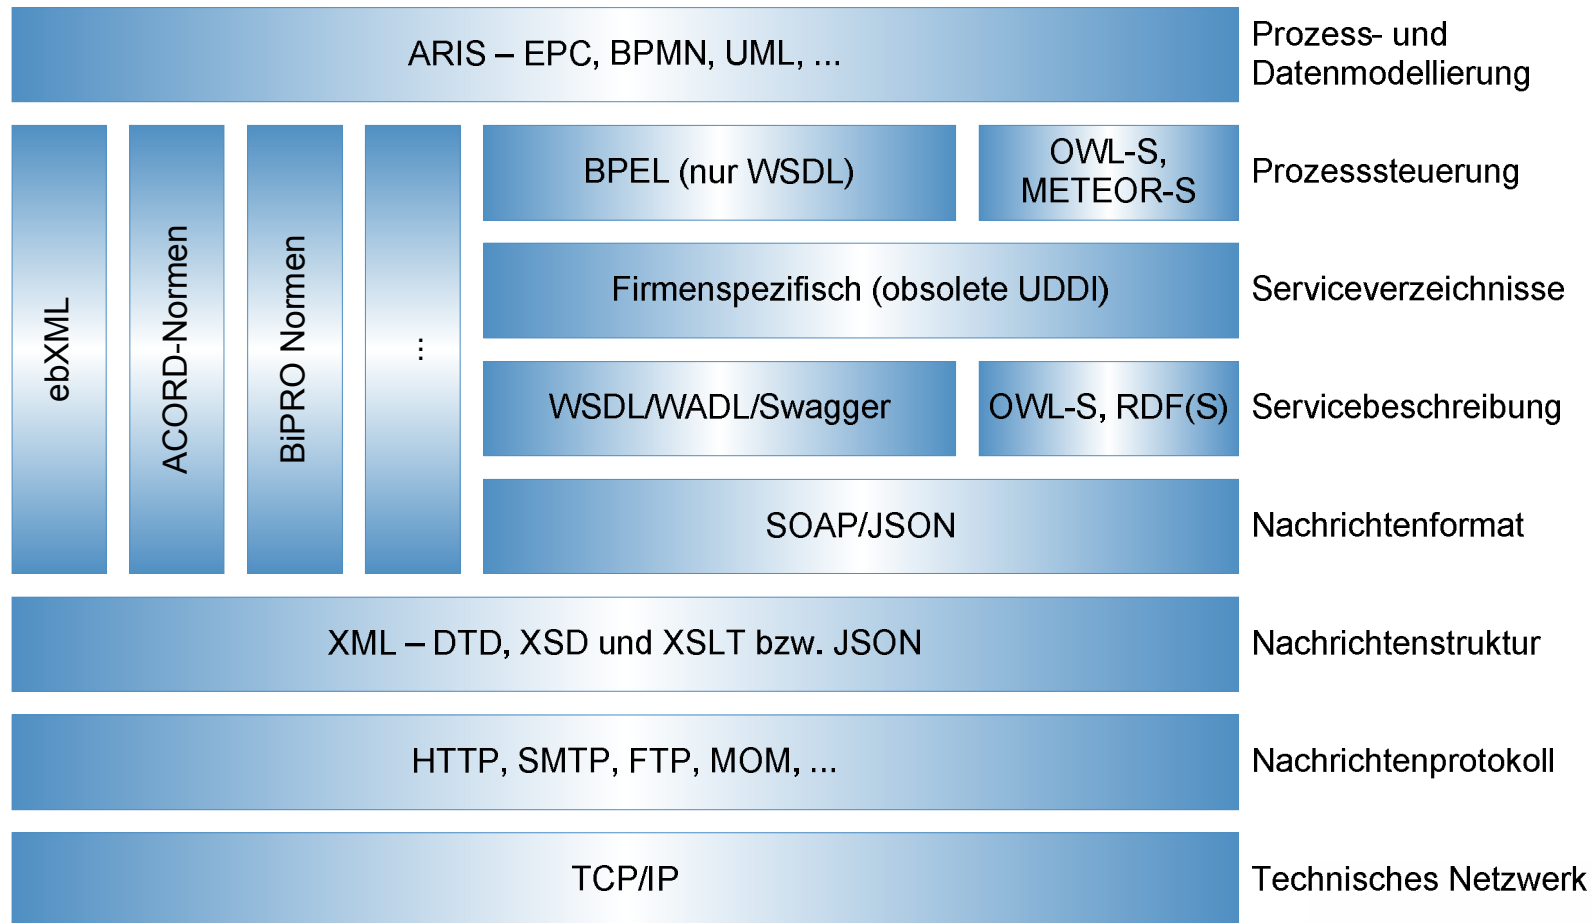 ARIS – EPC, BPMN, UML, ...
Prozess- und
Datenmodellierung
ebXML
ACORD-Normen
BiPRO Normen
...
BPEL (nur WSDL)
OWL-S,
METEOR-S
Prozesssteuerung
Firmenspezifisch (obsolete UDDI)
Serviceverzeichnisse
WSDL/WADL/Swagger
OWL-S, RDF(S)
Servicebeschreibung
SOAP/JSON
Nachrichtenformat
XML – DTD, XSD und XSLT bzw. JSON
Nachrichtenstruktur
HTTP, SMTP, FTP, MOM, ...
Nachrichtenprotokoll
TCP/IP
Technisches Netzwerk